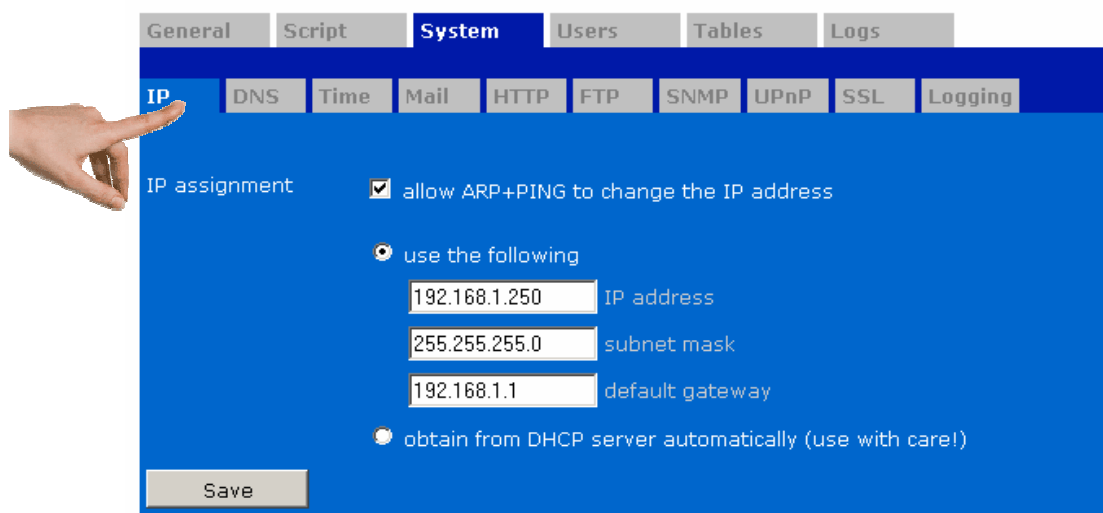 General Script System Users Tables Logs
IP DNS Time Mail HTTP FTP SNMP UPnP SSL Logging
IP assignment allow ARP+PING to change the IP address
use the following
192.168.1.250 IP address
255.255.255.0 subnet mask
192.168.1.1 default gateway
obtain from DHCP server automatically (use with care!)
Save